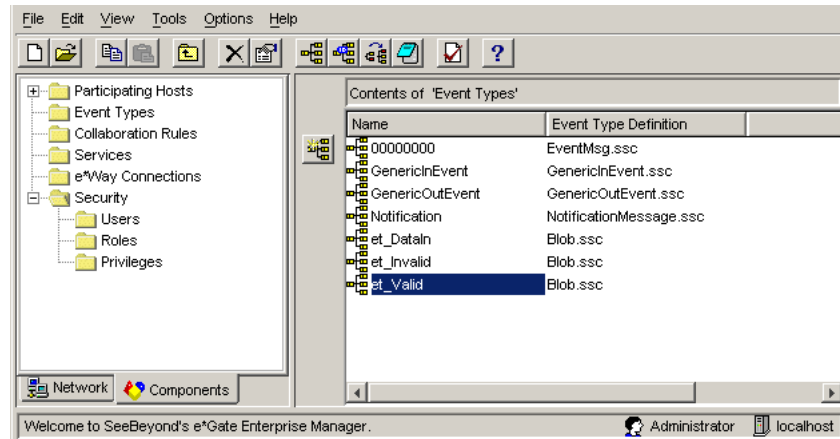 File Edit View Tools Options Help
?
Participating Hosts
Event Types
Collaboration Rules
Services
e*Way Connections
Security
Users
Roles
Privileges
Network Components
Contents of 'Event Types'
Name Event Type Definition
00000000 EventMsg.ssc
GenericInEvent GenericInEvent.ssc
GenericOutEvent GenericOutEvent.ssc
Notification NotificationMessage.ssc
et_DataIn Blob.ssc
et_Invalid Blob.ssc
et_Valid Blob.ssc
Welcome to SeeBeyond's e*Gate Enterprise Manager. Administrator localhost